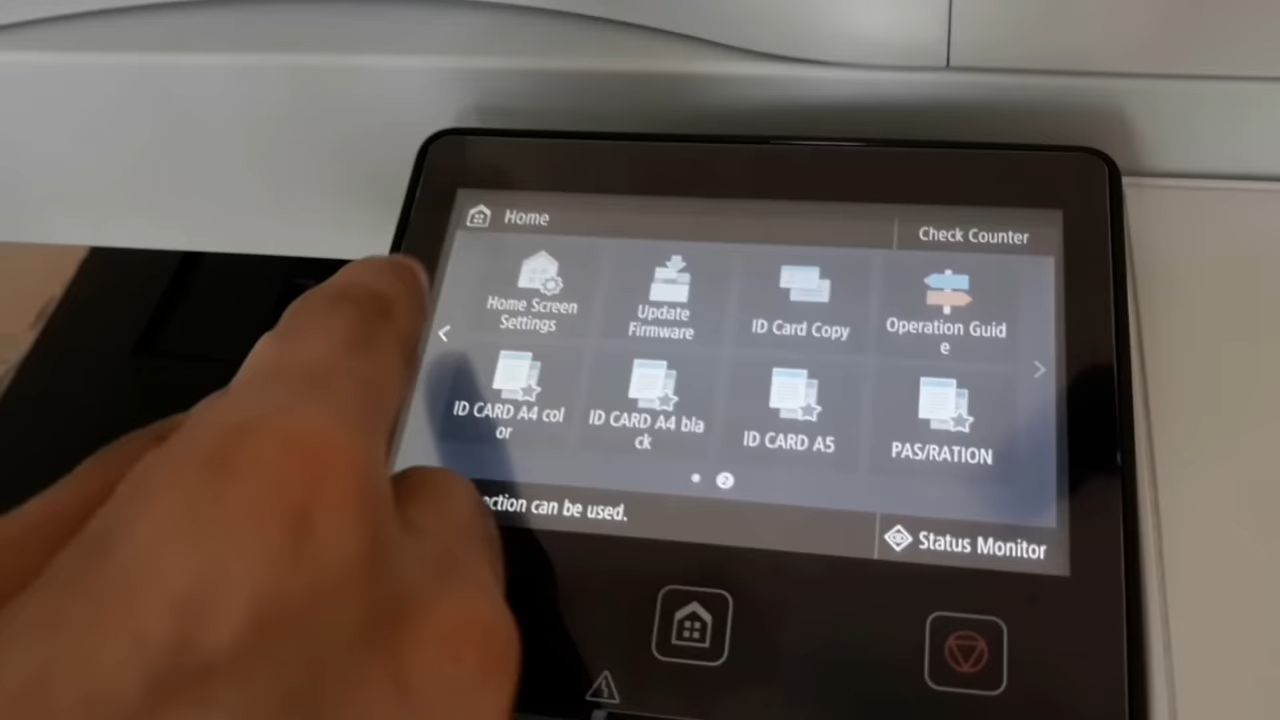 Home
Check Counter
Home Screen
Settings
Update
Firmware
ID Card Copy
Operation Guid
e
ID CARD A4 col
or
ID CARD A4 bla
ck
ID CARD A5
PAS/RATION
2
can be used.
Status Monitor